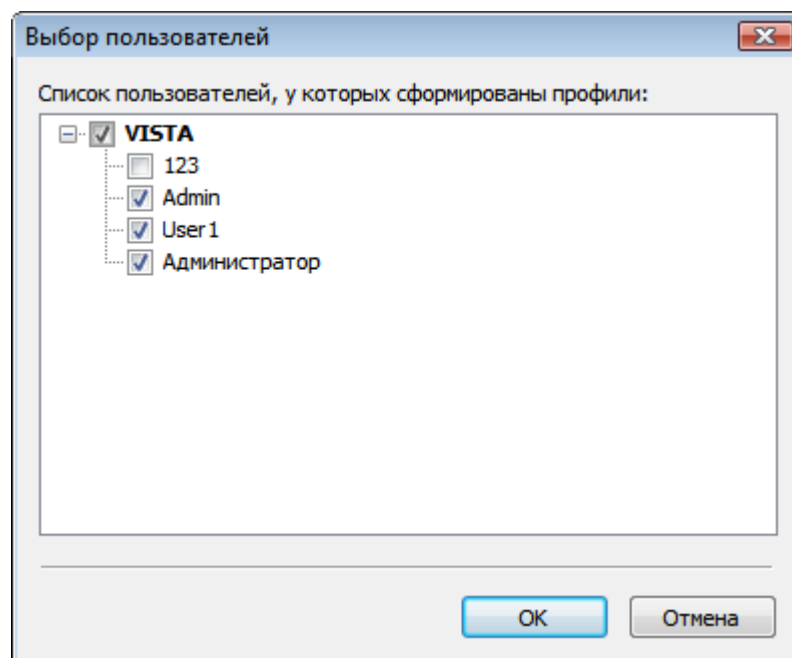 Выбор пользователей
Список пользователей, у которых сформированы профили:
VISTA
123
Admin
User1
Администратор
OK
Отмена